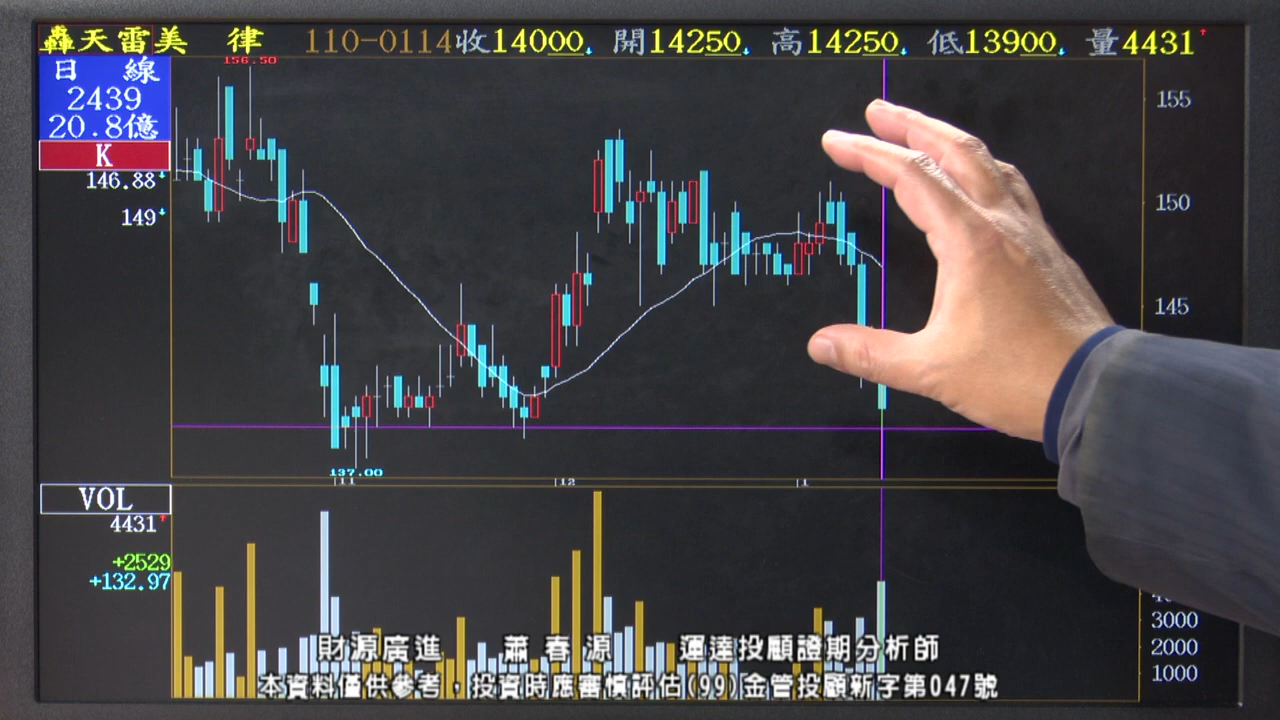 轟天雷美 律 110-0114收14000 開14250 高14250 低13900 量4431
156.50
日 線
2439
20.8億
K
146.88
149
155
150
145
137.00
11 12 1
VOL
4431
+2529
+132.97
3000
2000
1000
財源廣進 蕭春源 運達投顧證期分析師
本資料僅供參考，投資時應審慎評估(99)金管投顧新字第047號